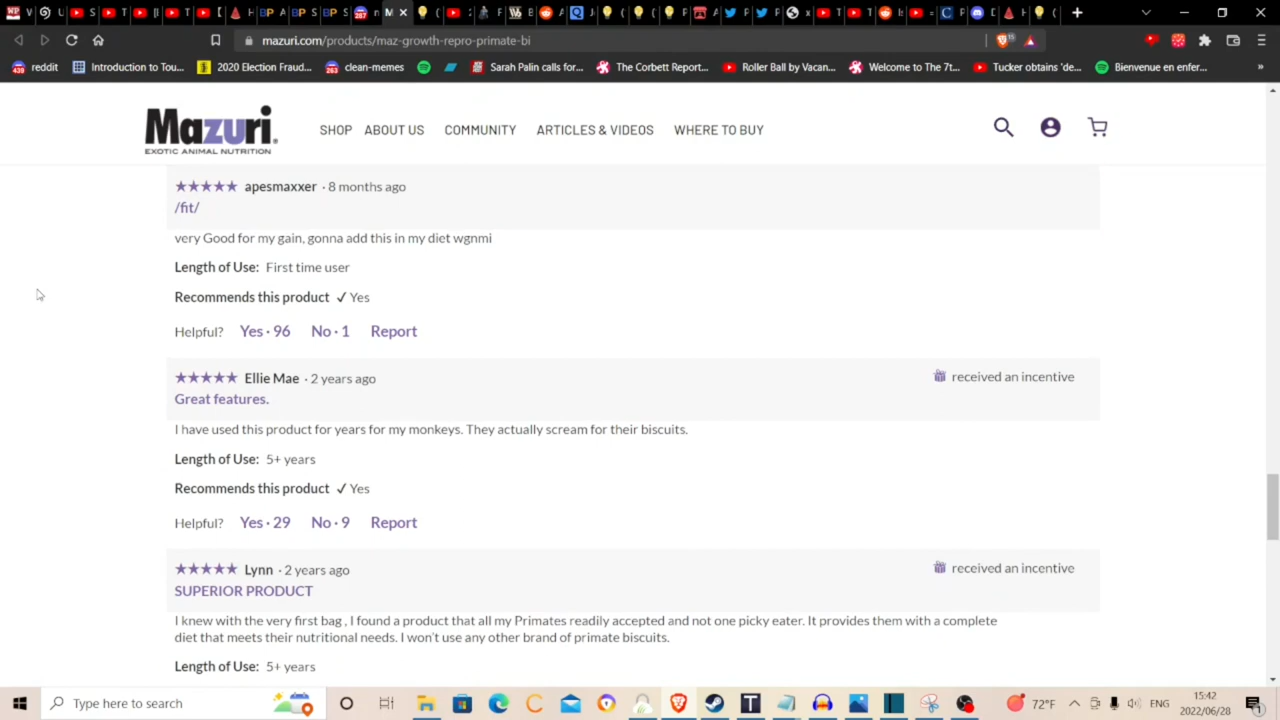 mazuri.com/products/maz-growth-repro-primate-bi
15
439 reddit Introduction to Tou... 2020 Election Fraud... 263 clean-memes Sarah Palin calls for... The Corbett Report... Roller Ball by Vacan... Welcome to The 7t... Tucker obtains 'de... Bienvenue en enfer... »
Mazuri
EXOTIC ANIMAL NUTRITION
SHOP ABOUT US COMMUNITY ARTICLES & VIDEOS WHERE TO BUY
★★★★★ apesmaxxer · 8 months ago
/fit/
very Good for my gain, gonna add this in my diet wgnmi
Length of Use: First time user
Recommends this product ✓ Yes
Helpful? Yes · 96 No · 1 Report
★★★★★ Ellie Mae · 2 years ago received an incentive
Great features.
I have used this product for years for my monkeys. They actually scream for their biscuits.
Length of Use: 5+ years
Recommends this product ✓ Yes
Helpful? Yes · 29 No · 9 Report
★★★★★ Lynn · 2 years ago received an incentive
SUPERIOR PRODUCT
I knew with the very first bag , I found a product that all my Primates readily accepted and not one picky eater. It provides them with a complete
diet that meets their nutritional needs. I won't use any other brand of primate biscuits.
Length of Use: 5+ years
Type here to search
72°F
15:42
2022/06/28